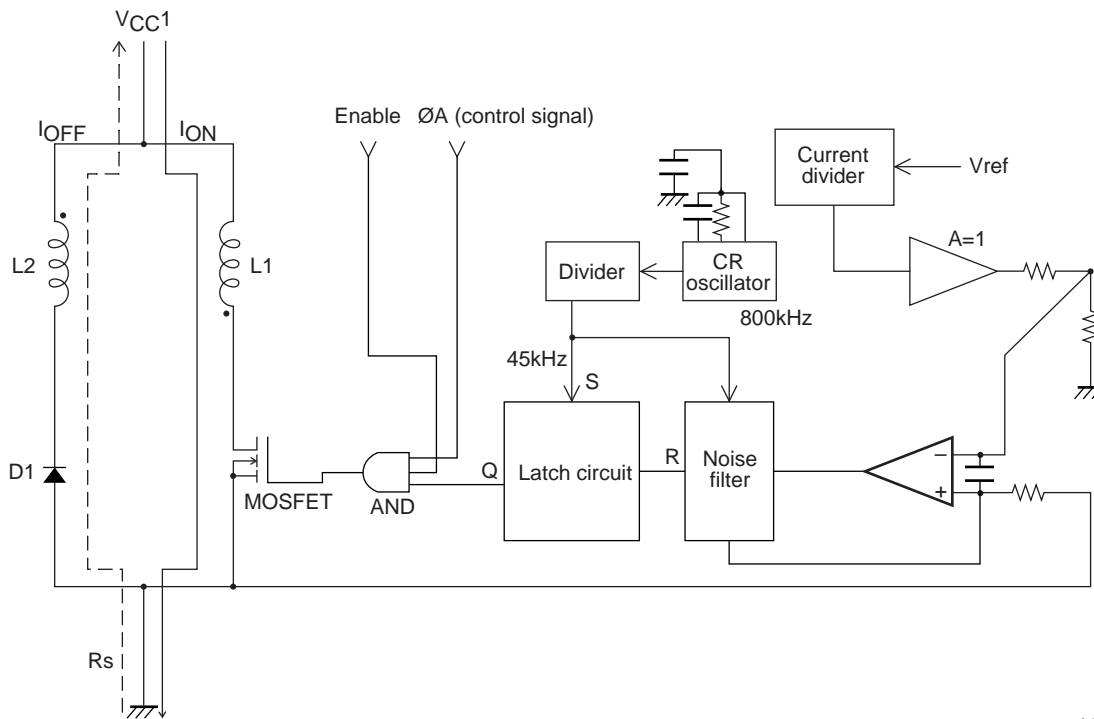 VCC1
IOFF
ION
Enable
ØA (control signal)
Current
divider
Vref
A=1
L2
L1
Divider
CR
oscillator
800kHz
45kHz
S
D1
MOSFET
AND
Q
Latch circuit
R
Noise
filter
−
+
Rs